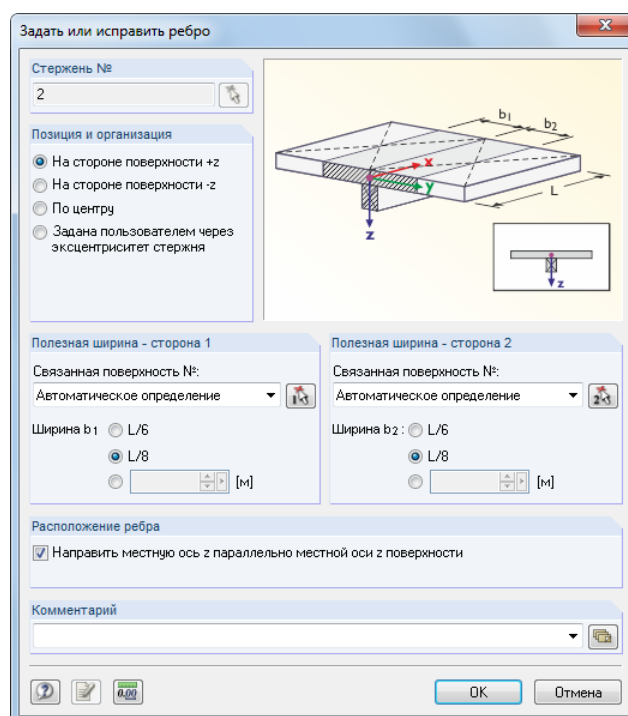 Задать или исправить ребро
Стержень №
2
Позиция и организация
На стороне поверхности +z
На стороне поверхности -z
По центру
Задана пользователем через
эксцентриситет стержня
b1
b2
x
y
L
z
z
Полезная ширина - сторона 1
Связанная поверхность №:
Автоматическое определение
1
Ширина b1
L/6
L/8
[м]
Полезная ширина - сторона 2
Связанная поверхность №:
Автоматическое определение
2
Ширина b2 :
L/6
L/8
[м]
Расположение ребра
Направить местную ось z параллельно местной оси z поверхности
Комментарий
0.00
OK
Отмена